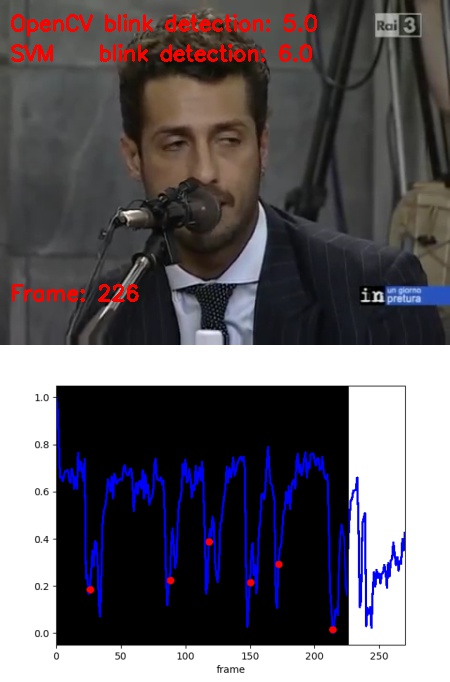 OpenCV blink detection: 5.0
SVM blink detection: 6.0
Rai 3
Frame: 226
in un giorno
pretura
1.0
0.8
0.6
0.4
0.2
0.0
0 50 100 150 200 250
frame